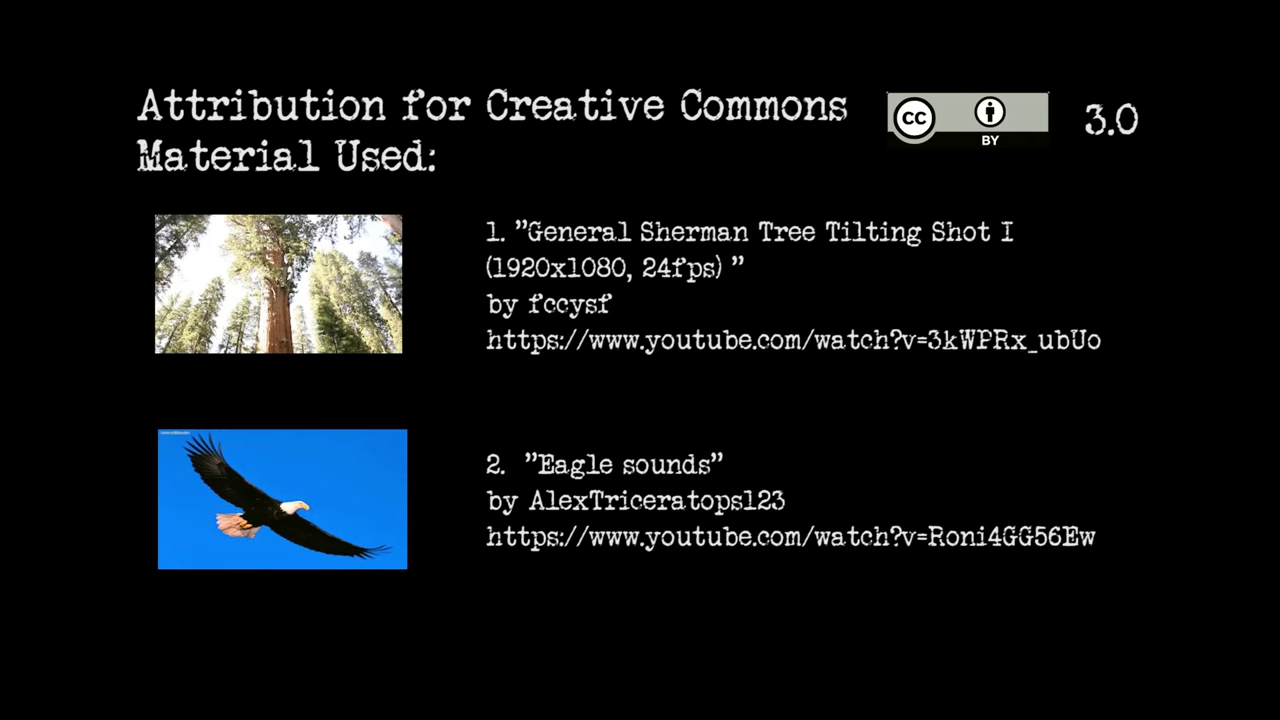 Attribution for Creative Commons
Material Used:
CC BY
3.0
1. "General Sherman Tree Tilting Shot I
(1920x1080, 24fps) "
by fccysf
https://www.youtube.com/watch?v=3kWPRx_ubUo
2. "Eagle sounds"
by AlexTriceratops123
https://www.youtube.com/watch?v=Roni4GG56Ew